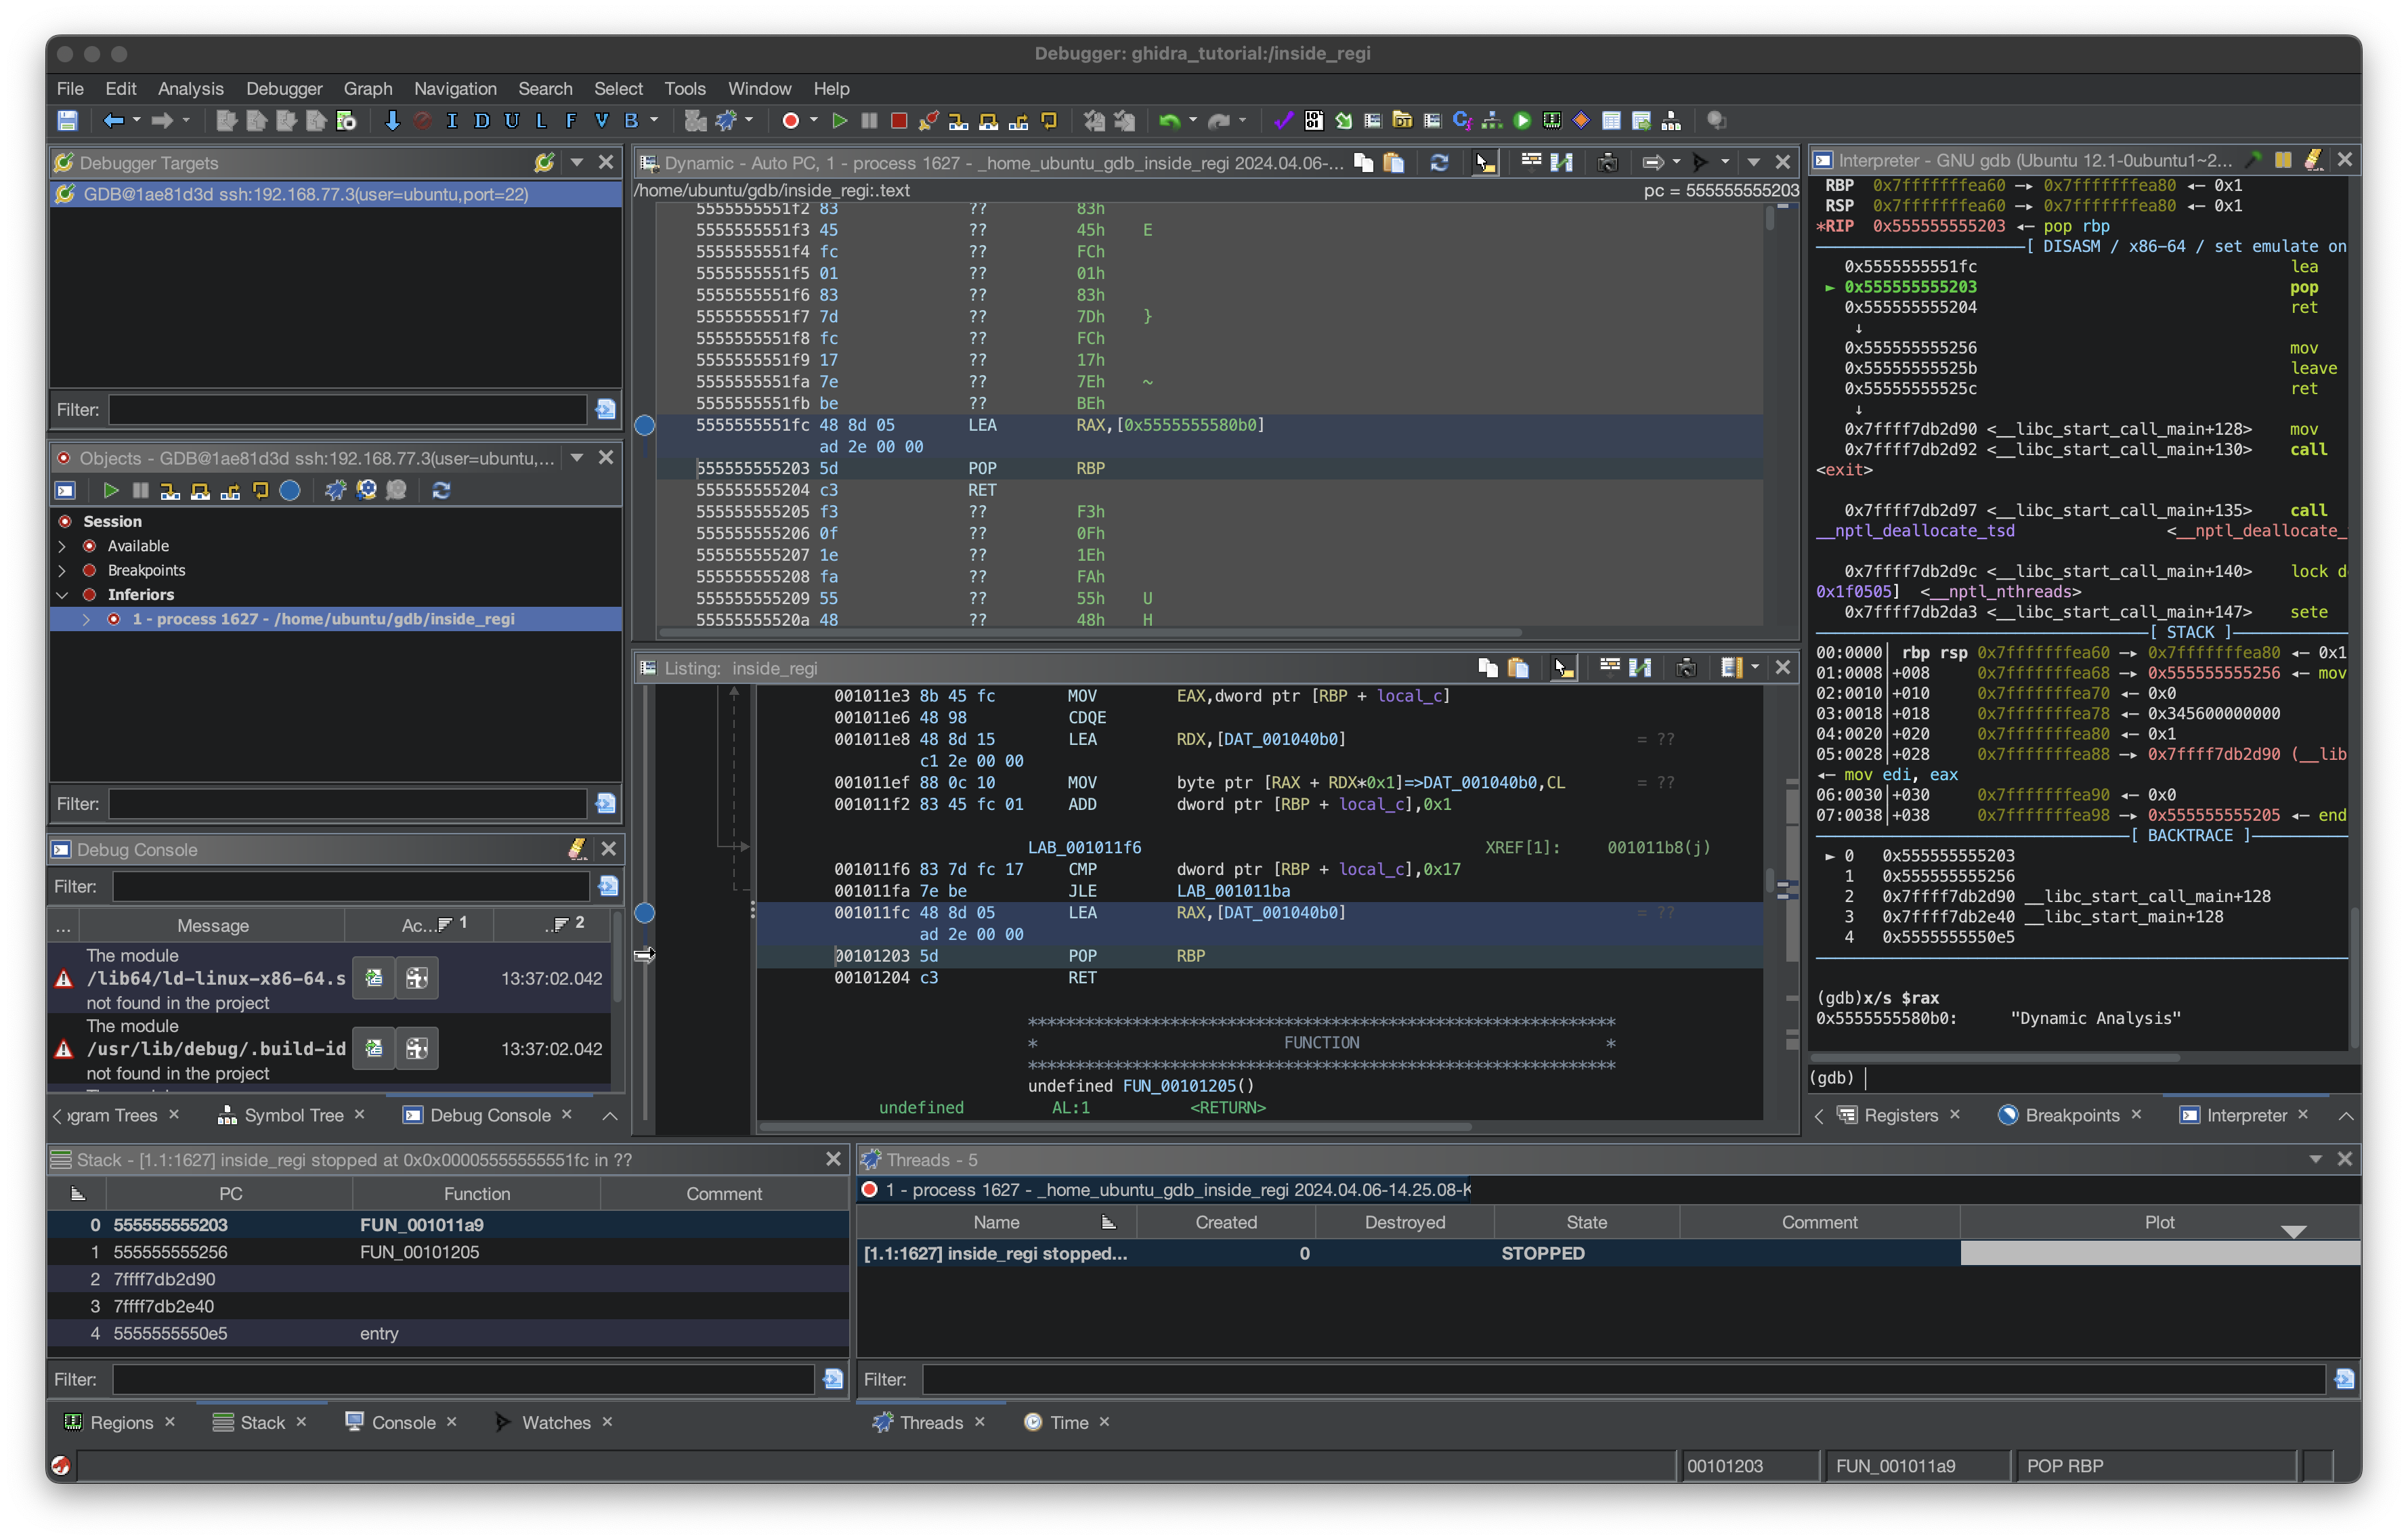 Debugger: ghidra_tutorial:/inside_regi
File Edit Analysis Debugger Graph Navigation Search Select Tools Window Help
I D U L F V B
Debugger Targets
GDB@1ae81d3d ssh:192.168.77.3(user=ubuntu,port=22)
Filter:
Objects - GDB@1ae81d3d ssh:192.168.77.3(user=ubuntu,...
Session
Available
Breakpoints
Inferiors
1 - process 1627 - /home/ubuntu/gdb/inside_regi
Filter:
Debug Console
Filter:
... Message Ac... 1 .. 2
The module
/lib64/ld-linux-x86-64.s 13:37:02.042
not found in the project
The module
/usr/lib/debug/.build-id 13:37:02.042
not found in the project
ogram Trees Symbol Tree Debug Console
Dynamic - Auto PC, 1 - process 1627 - _home_ubuntu_gdb_inside_regi 2024.04.06-...
/home/ubuntu/gdb/inside_regi:.text pc = 555555555203
5555555551f2 83 ?? 83h
5555555551f3 45 ?? 45h E
5555555551f4 fc ?? FCh
5555555551f5 01 ?? 01h
5555555551f6 83 ?? 83h
5555555551f7 7d ?? 7Dh }
5555555551f8 fc ?? FCh
5555555551f9 17 ?? 17h
5555555551fa 7e ?? 7Eh ~
5555555551fb be ?? BEh
5555555551fc 48 8d 05 LEA RAX,[0x5555555580b0]
ad 2e 00 00
555555555203 5d POP RBP
555555555204 c3 RET
555555555205 f3 ?? F3h
555555555206 0f ?? 0Fh
555555555207 1e ?? 1Eh
555555555208 fa ?? FAh
555555555209 55 ?? 55h U
55555555520a 48 ?? 48h H
Listing: inside_regi
001011e3 8b 45 fc MOV EAX,dword ptr [RBP + local_c]
001011e6 48 98 CDQE
001011e8 48 8d 15 LEA RDX,[DAT_001040b0] = ??
c1 2e 00 00
001011ef 88 0c 10 MOV byte ptr [RAX + RDX*0x1]=>DAT_001040b0,CL = ??
001011f2 83 45 fc 01 ADD dword ptr [RBP + local_c],0x1
LAB_001011f6 XREF[1]: 001011b8(j)
001011f6 83 7d fc 17 CMP dword ptr [RBP + local_c],0x17
001011fa 7e be JLE LAB_001011ba
001011fc 48 8d 05 LEA RAX,[DAT_001040b0] = ??
ad 2e 00 00
00101203 5d POP RBP
00101204 c3 RET
**************************************************************
* FUNCTION *
**************************************************************
undefined FUN_00101205()
undefined AL:1 <RETURN>
Interpreter - GNU gdb (Ubuntu 12.1-0ubuntu1~2...
RBP 0x7fffffffea60 —▸ 0x7fffffffea80 ◂— 0x1
RSP 0x7fffffffea60 —▸ 0x7fffffffea80 ◂— 0x1
*RIP 0x555555555203 ◂— pop rbp
[ DISASM / x86-64 / set emulate on
0x5555555551fc lea
► 0x555555555203 pop
0x555555555204 ret
↓
0x555555555256 mov
0x55555555525b leave
0x55555555525c ret
↓
0x7ffff7db2d90 <__libc_start_call_main+128> mov
0x7ffff7db2d92 <__libc_start_call_main+130> call
<exit>
0x7ffff7db2d97 <__libc_start_call_main+135> call
__nptl_deallocate_tsd <__nptl_deallocate_
0x7ffff7db2d9c <__libc_start_call_main+140> lock d
0x1f0505] <__nptl_nthreads>
0x7ffff7db2da3 <__libc_start_call_main+147> sete
[ STACK ]
00:0000│ rbp rsp 0x7fffffffea60 —▸ 0x7fffffffea80 ◂— 0x1
01:0008│+008 0x7fffffffea68 —▸ 0x555555555256 ◂— mov
02:0010│+010 0x7fffffffea70 ◂— 0x0
03:0018│+018 0x7fffffffea78 ◂— 0x345600000000
04:0020│+020 0x7fffffffea80 ◂— 0x1
05:0028│+028 0x7fffffffea88 —▸ 0x7ffff7db2d90 (__lib
◂— mov edi, eax
06:0030│+030 0x7fffffffea90 ◂— 0x0
07:0038│+038 0x7fffffffea98 —▸ 0x555555555205 ◂— end
[ BACKTRACE ]
► 0 0x555555555203
1 0x555555555256
2 0x7ffff7db2d90 __libc_start_call_main+128
3 0x7ffff7db2e40 __libc_start_main+128
4 0x5555555550e5
(gdb)x/s $rax
0x5555555580b0: "Dynamic Analysis"
(gdb)
Registers Breakpoints Interpreter
Stack - [1.1:1627] inside_regi stopped at 0x0x00005555555551fc in ??
PC Function Comment
0 555555555203 FUN_001011a9
1 555555555256 FUN_00101205
2 7ffff7db2d90
3 7ffff7db2e40
4 5555555550e5 entry
Filter:
Regions Stack Console Watches
Threads - 5
1 - process 1627 - _home_ubuntu_gdb_inside_regi 2024.04.06-14.25.08-K
Name Created Destroyed State Comment Plot
[1.1:1627] inside_regi stopped... 0 STOPPED
Filter:
Threads Time
00101203 FUN_001011a9 POP RBP